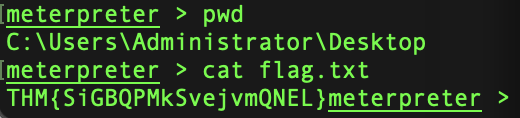 [meterpreter > pwd
C:\Users\Administrator\Desktop
[meterpreter > cat flag.txt
THM{SiGBQPMkSvejvmQNEL}meterpreter >